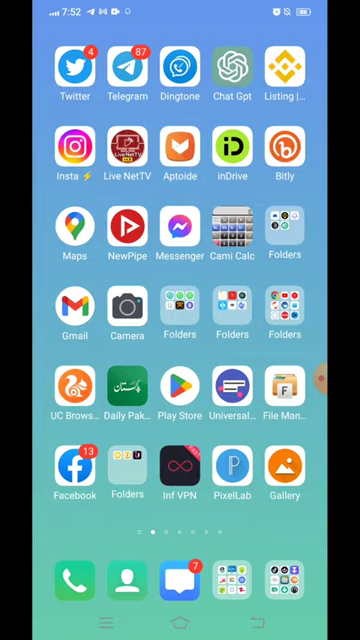 7:52
4
87
Twitter
Telegram
Dingtone
Chat Gpt
Listing |...
iD
Insta ⚡
Live NetTV
Aptoide
inDrive
Bitly
Maps
NewPipe
Messenger
Cami Calc
Folders
Gmail
Camera
Folders
Folders
Folders
پاکستان
UC Brows...
Daily Pak...
Play Store
Universal...
File Man...
13
Facebook
Folders
Inf VPN
PixelLab
Gallery
7